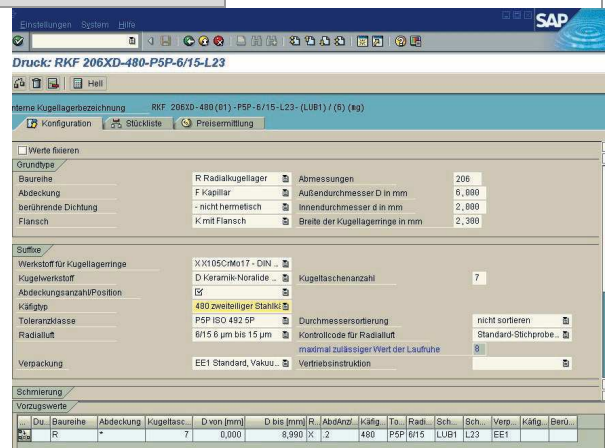 Einstellungen System Hilfe
SAP
Druck: RKF 206XD-480-P5P-6/15-L23
Hell
nterne Kugellagerbezeichnung RKF 206XD-480(01)-P5P-6/15-L23-(LUB1)/(6)(mg)
Konfiguration Stückliste Preisermittlung
Werte fixieren
Grundtype
Baureihe R Radialkugellager Abmessungen 206
Abdeckung F Kapillar Außendurchmesser D in mm 6,000
berührende Dichtung - nicht hermetisch Innendurchmesser d in mm 2,000
Flansch K mit Flansch Breite der Kugellagerringe in mm 2,300
Suffixe
Werkstoff für Kugellagerringe X X105CrMo17 - DIN ..
Kugelwerkstoff D Keramik-Noralide .. Kugeltaschenanzahl 7
Abdeckungsanzahl/Position
Käfigtyp 480 zweiteiliger Stahlkä
Toleranzklasse P5P ISO 492 5P Durchmessersortierung nicht sortieren
Radialluft 6/15 6 µm bis 15 µm Kontrollcode für Radialluft Standard-Stichprobe..
maximal zulässiger Wert der Laufruhe 8
Verpackung EE1 Standard, Vakuu.. Vertriebsinstruktion
Schmierung
Vorzugswerte
... Du.. Baureihe Abdeckung Kugeltasc.. D von [mm] D bis [mm] R.. AbdAnz/.. Käfig.. To.. Radi.. Sch.. Sch.. Verp.. Käfig.. Berü..
R * 7 0,000 8,990 X .2 480 P5P 6/15 LUB1 L23 EE1